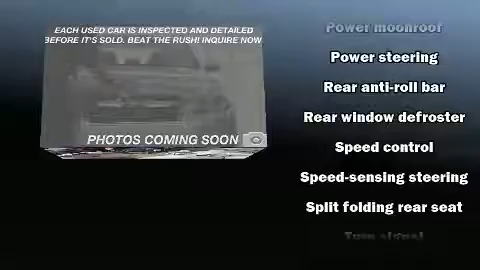 EACH USED CAR IS INSPECTED AND DETAILED
BEFORE IT'S SOLD. BEAT THE RUSH! INQUIRE NOW
PHOTOS COMING SOON
Power moonroof
Power steering
Rear anti-roll bar
Rear window defroster
Speed control
Speed-sensing steering
Split folding rear seat
Turn signal